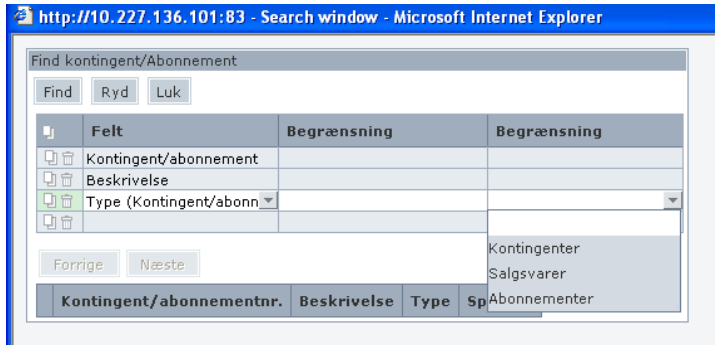 http://10.227.136.101:83 - Search window - Microsoft Internet Explorer
Find kontingent/Abonnement
Find Ryd Luk
Felt Begrænsning Begrænsning
Kontingent/abonnement
Beskrivelse
Type (Kontingent/abonn
Kontingenter
Salgsvarer
Abonnementer
Forrige Næste
Kontingent/abonnementnr. Beskrivelse Type Sp